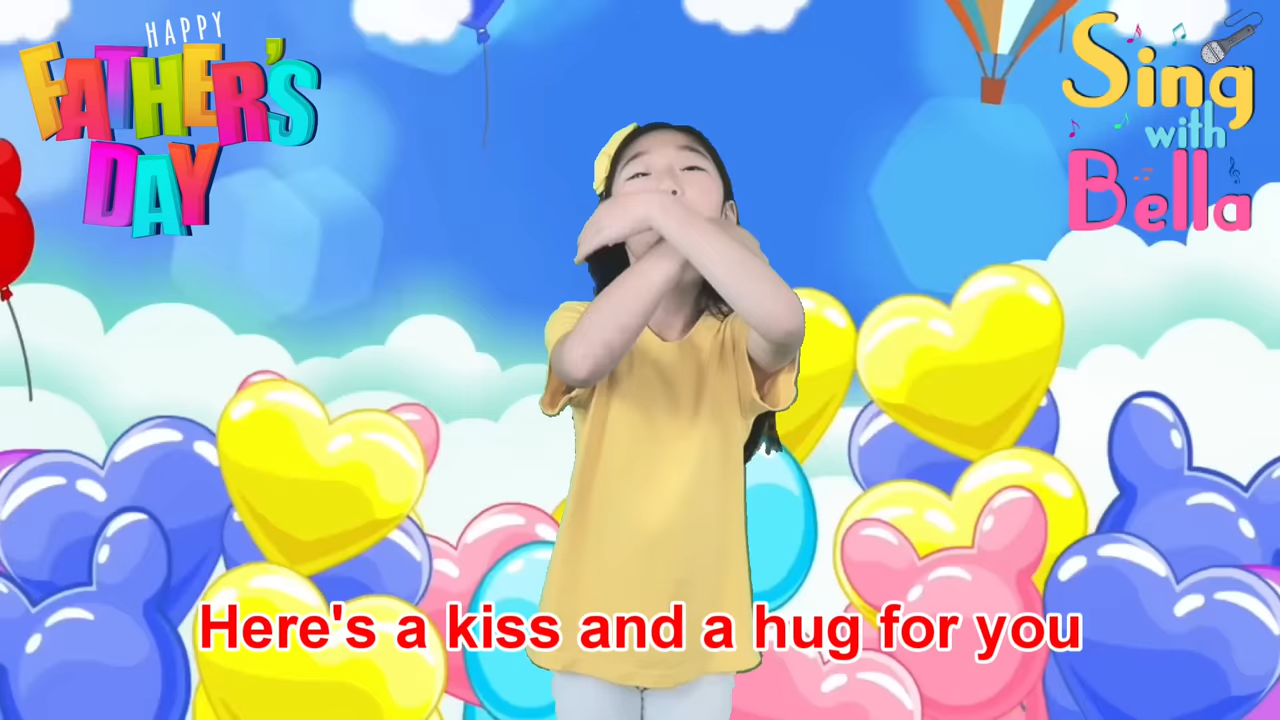 HAPPY
FATHER'S
DAY
Sing
with
Bella
Here's a kiss and a hug for you